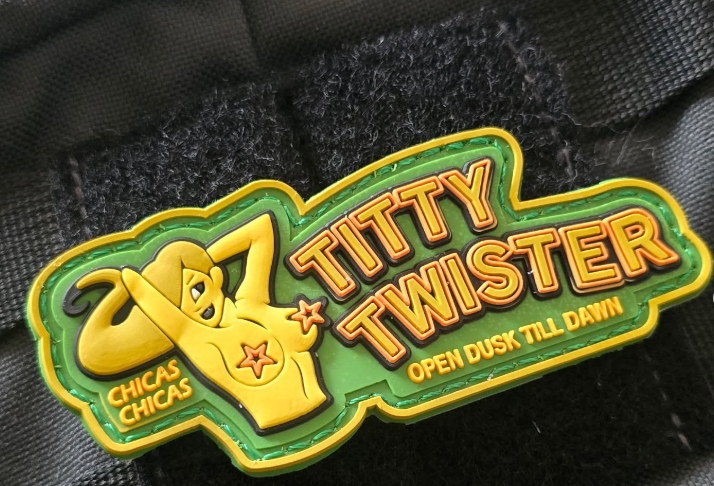 TITTY
TWISTER
OPEN DUSK TILL DAWN
CHICAS
CHICAS